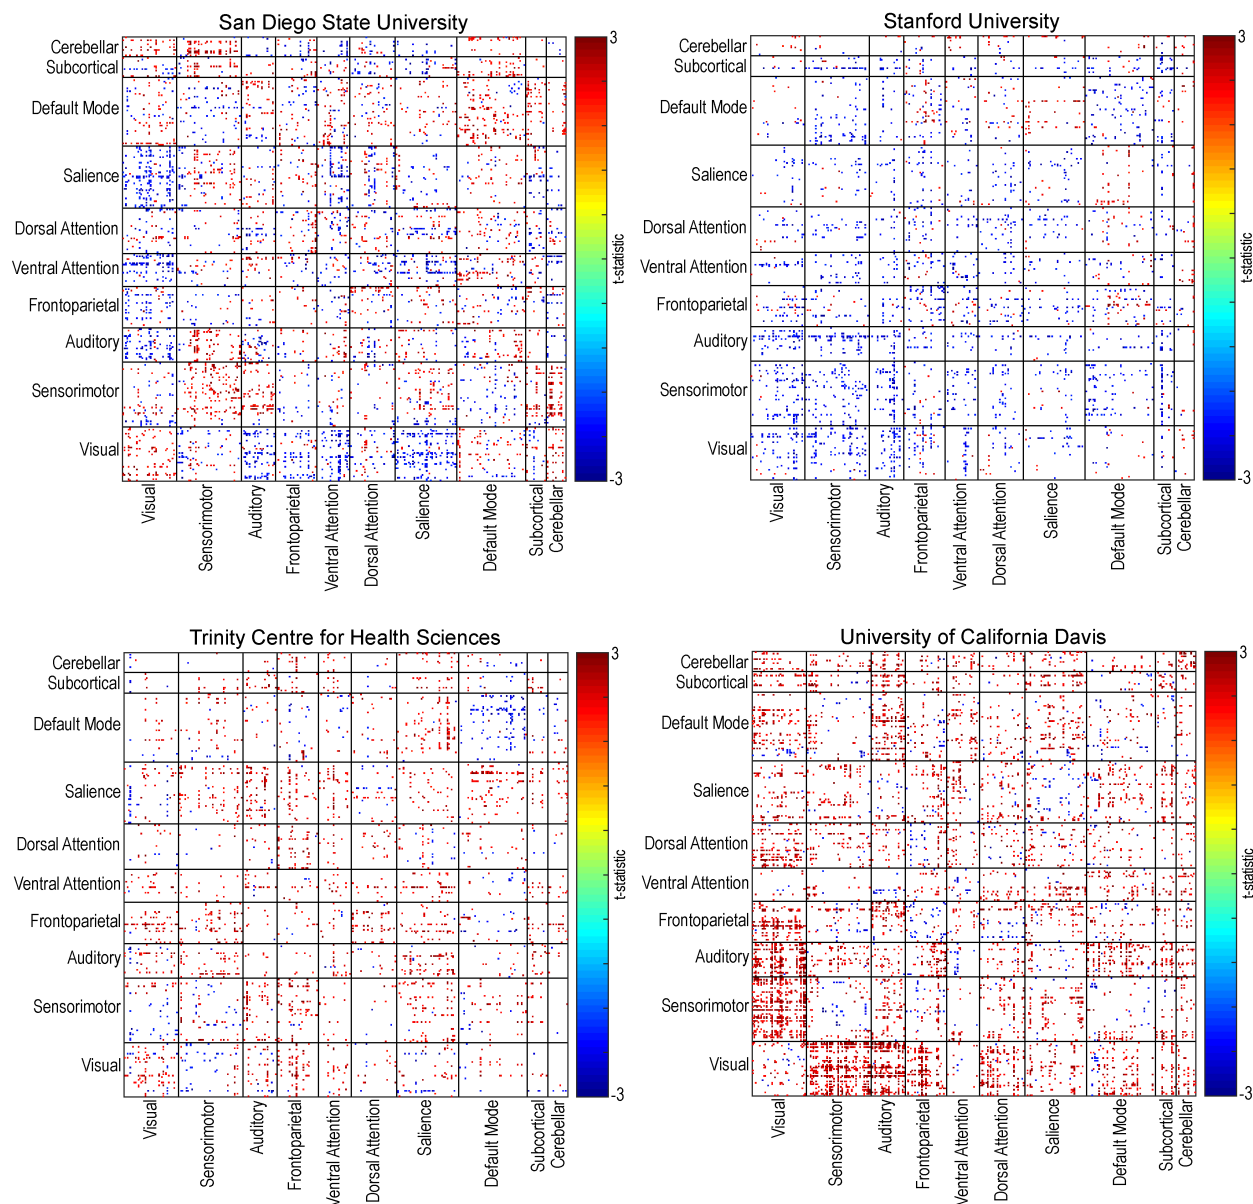 San Diego State University
Cerebellar
Subcortical
Default Mode
Salience
Dorsal Attention
Ventral Attention
Frontoparietal
Auditory
Sensorimotor
Visual
Visual
Sensorimotor
Auditory
Frontoparietal
Ventral Attention
Dorsal Attention
Salience
Default Mode
Subcortical
Cerebellar
3
t-statistic
-3
Stanford University
Cerebellar
Subcortical
Default Mode
Salience
Dorsal Attention
Ventral Attention
Frontoparietal
Auditory
Sensorimotor
Visual
Visual
Sensorimotor
Auditory
Frontoparietal
Ventral Attention
Dorsal Attention
Salience
Default Mode
Subcortical
Cerebellar
3
t-statistic
-3
Trinity Centre for Health Sciences
Cerebellar
Subcortical
Default Mode
Salience
Dorsal Attention
Ventral Attention
Frontoparietal
Auditory
Sensorimotor
Visual
Visual
Sensorimotor
Auditory
Frontoparietal
Ventral Attention
Dorsal Attention
Salience
Default Mode
Subcortical
Cerebellar
3
t-statistic
-3
University of California Davis
Cerebellar
Subcortical
Default Mode
Salience
Dorsal Attention
Ventral Attention
Frontoparietal
Auditory
Sensorimotor
Visual
Visual
Sensorimotor
Auditory
Frontoparietal
Ventral Attention
Dorsal Attention
Salience
Default Mode
Subcortical
Cerebellar
3
t-statistic
-3